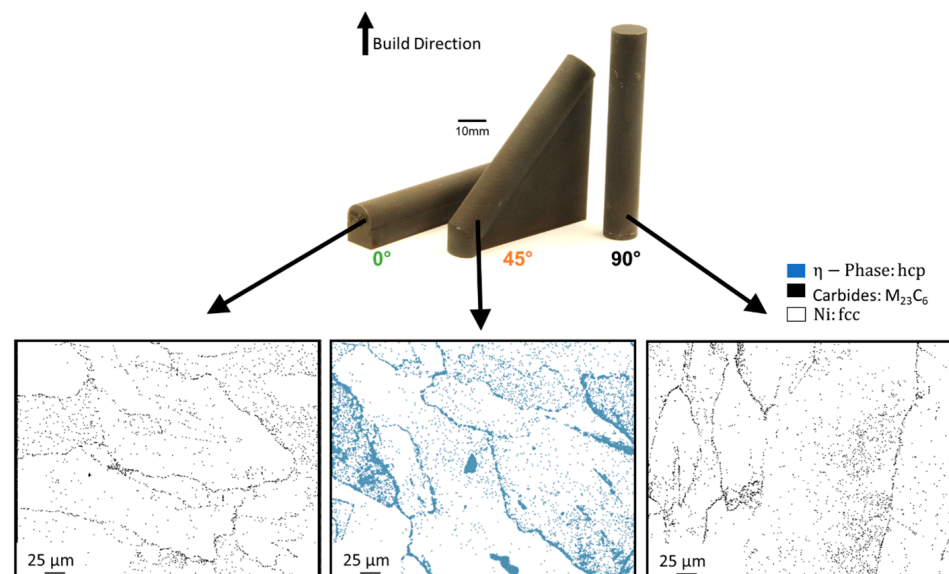 Build Direction
10mm
0°
45°
90°
η – Phase: hcp
Carbides: M₂₃C₆
Ni: fcc
25 µm
25 µm
25 µm